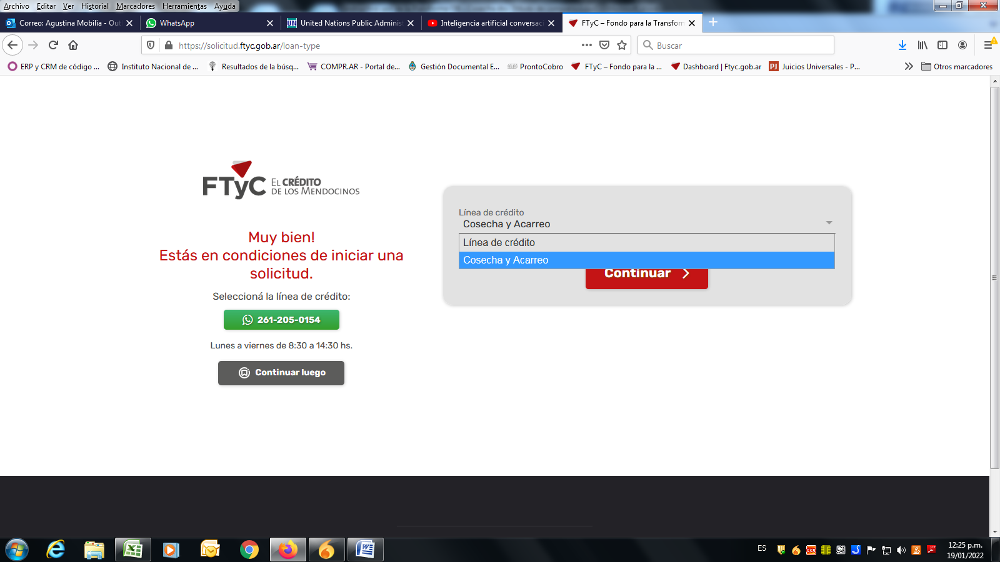 Archivo Editar Ver Historial Marcadores Herramientas Ayuda
Correo: Agustina Mobilia - Out
WhatsApp
United Nations Public Administ
Inteligencia artificial conversaci
FTyC – Fondo para la Transform
https://solicitud.ftyc.gob.ar/loan-type
Buscar
ERP y CRM de código ...
Instituto Nacional de ...
Resultados de la búsq...
COMPR.AR - Portal de...
Gestión Documental E...
ProntoCobro
FTyC – Fondo para la ...
Dashboard | Ftyc.gob.ar
PJ Juicios Universales - P...
Otros marcadores
FTyC EL CRÉDITO
DE LOS MENDOCINOS
Muy bien!
Estás en condiciones de iniciar una
solicitud.
Seleccioná la línea de crédito:
261-205-0154
Lunes a viernes de 8:30 a 14:30 hs.
Continuar luego
Línea de crédito
Cosecha y Acarreo
Línea de crédito
Cosecha y Acarreo
Continuar
ES
12:25 p.m.
19/01/2022